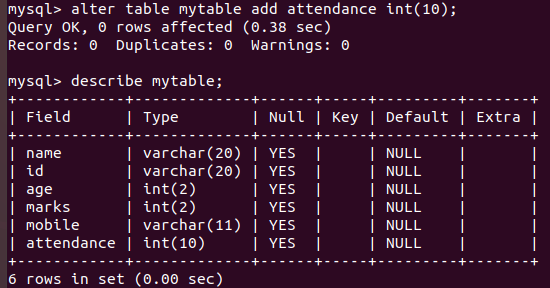 mysql> alter table mytable add attendance int(10);
Query OK, 0 rows affected (0.38 sec)
Records: 0  Duplicates: 0  Warnings: 0

mysql> describe mytable;
+------------+-------------+------+-----+---------+-------+
| Field      | Type        | Null | Key | Default | Extra |
+------------+-------------+------+-----+---------+-------+
| name       | varchar(20) | YES  |     | NULL    |       |
| id         | varchar(20) | YES  |     | NULL    |       |
| age        | int(2)      | YES  |     | NULL    |       |
| marks      | int(2)      | YES  |     | NULL    |       |
| mobile     | varchar(11) | YES  |     | NULL    |       |
| attendance | int(10)     | YES  |     | NULL    |       |
+------------+-------------+------+-----+---------+-------+
6 rows in set (0.00 sec)